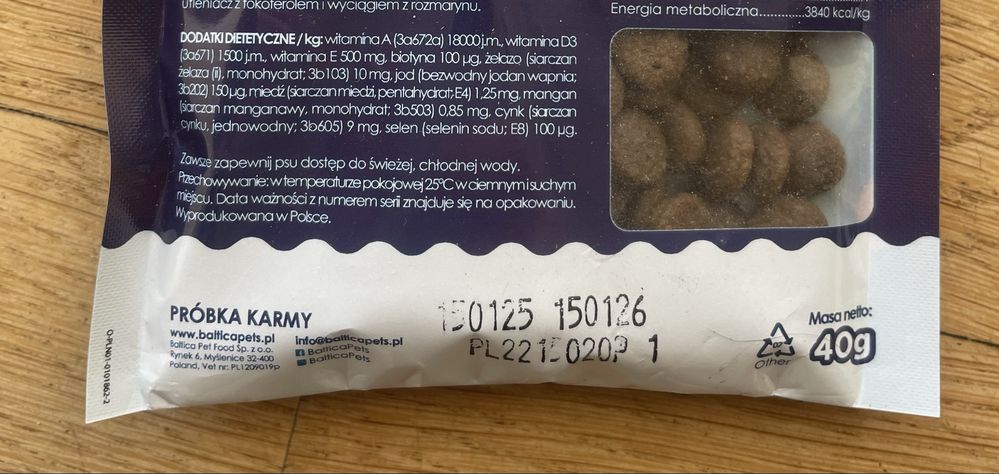 utleniacz z tokoferolem i wyciągiem z rozmarynu.
Energia metaboliczna..............3840 kcal/kg
DODATKI DIETETYCZNE / kg: witamina A (3a672a) 18000 j.m., witamina D3
(3a671) 1500 j.m., witamina E 500 mg, biotyna 100 µg, żelazo (siarczan
żelaza (II), monohydrat; 3b103) 10 mg, jod (bezwodny jodan wapnia;
3b202) 150 µg, miedź (siarczan miedzi, pentahydrat; E4) 1,25 mg, mangan
(siarczan manganawy, monohydrat; 3b503) 0,85 mg, cynk (siarczan
cynku, jednowodny; 3b605) 9 mg, selen (selenin sodu; E8) 100 µg.
Zawsze zapewnij psu dostęp do świeżej, chłodnej wody.
Przechowywanie: w temperaturze pokojowej 25°C w ciemnym i suchym
miejscu. Data ważności z numerem serii znajduje się na opakowaniu.
Wyprodukowana w Polsce.
PRÓBKA KARMY
www.balticapets.pl
Baltica Pet Food Sp. z o.o.
Rynek 6, Myślenice 32-400
Poland, Vet nr: PL1209019p
info@balticapets.pl
BalticaPets
BalticaPets
150125 150126
PL2215020P 1
07
Other
Masa netto:
40g
O-PLN01-0101862-2